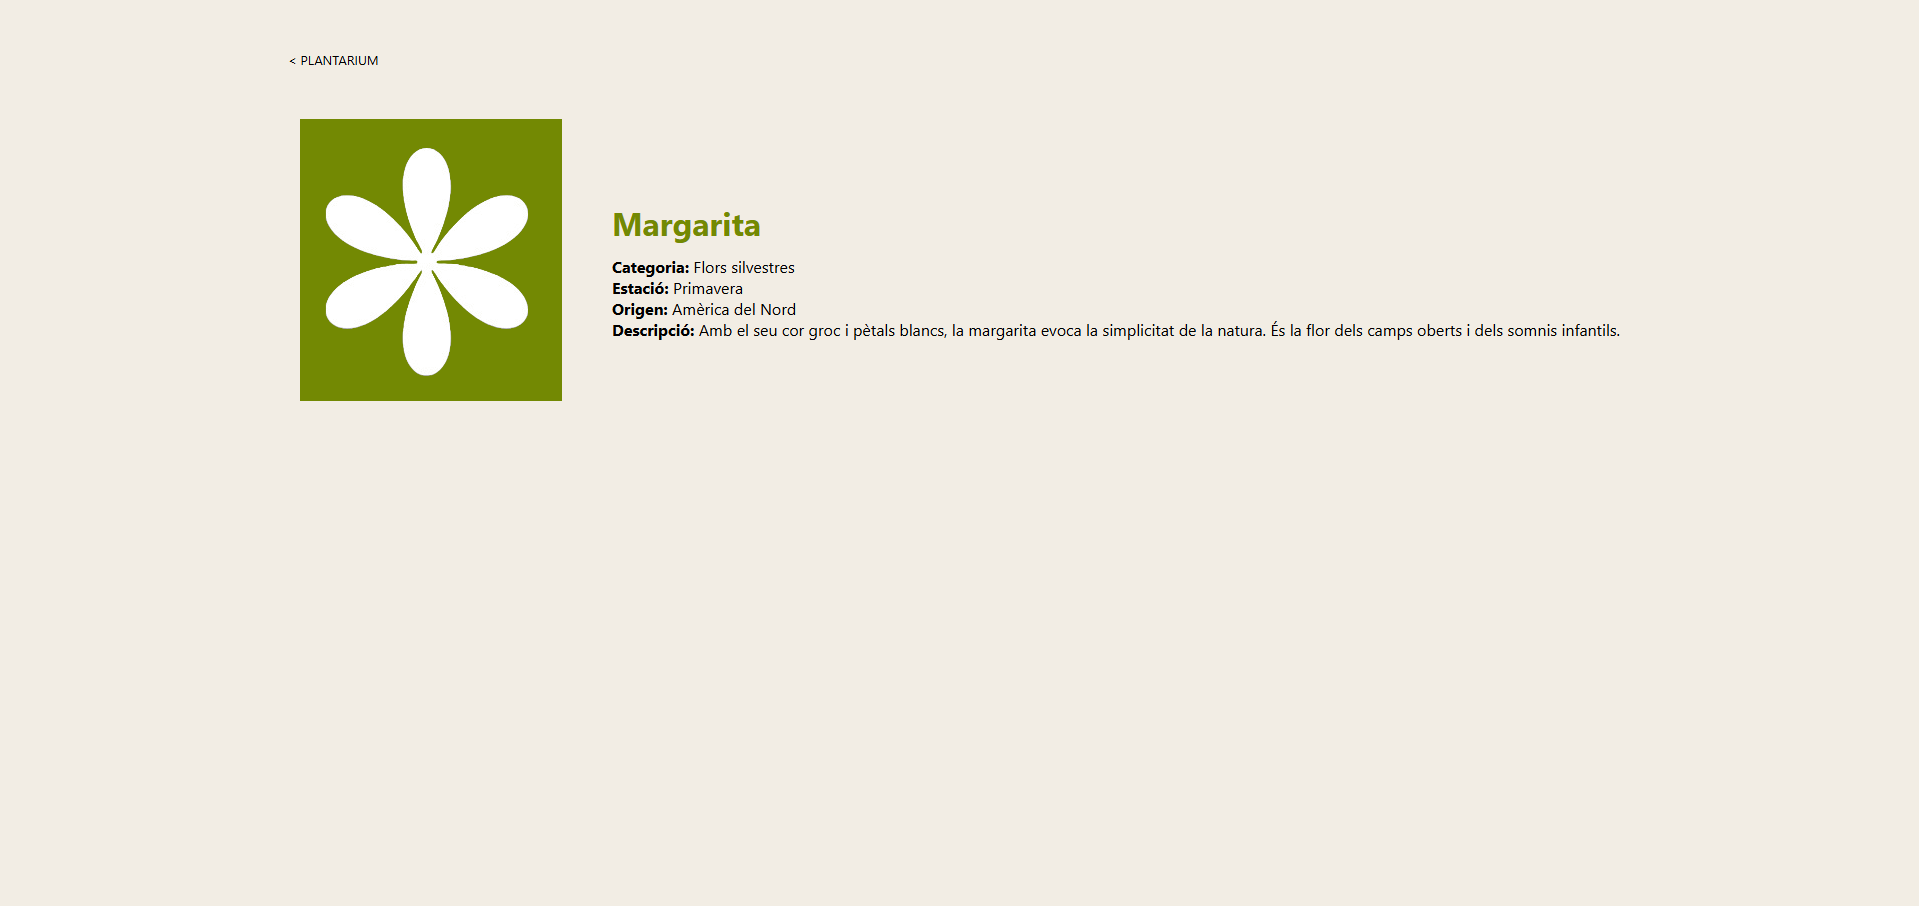 < PLANTARIUM
Margarita
Categoria: Flors silvestres
Estació: Primavera
Origen: Amèrica del Nord
Descripció: Amb el seu cor groc i pètals blancs, la margarita evoca la simplicitat de la natura. És la flor dels camps oberts i dels somnis infantils.